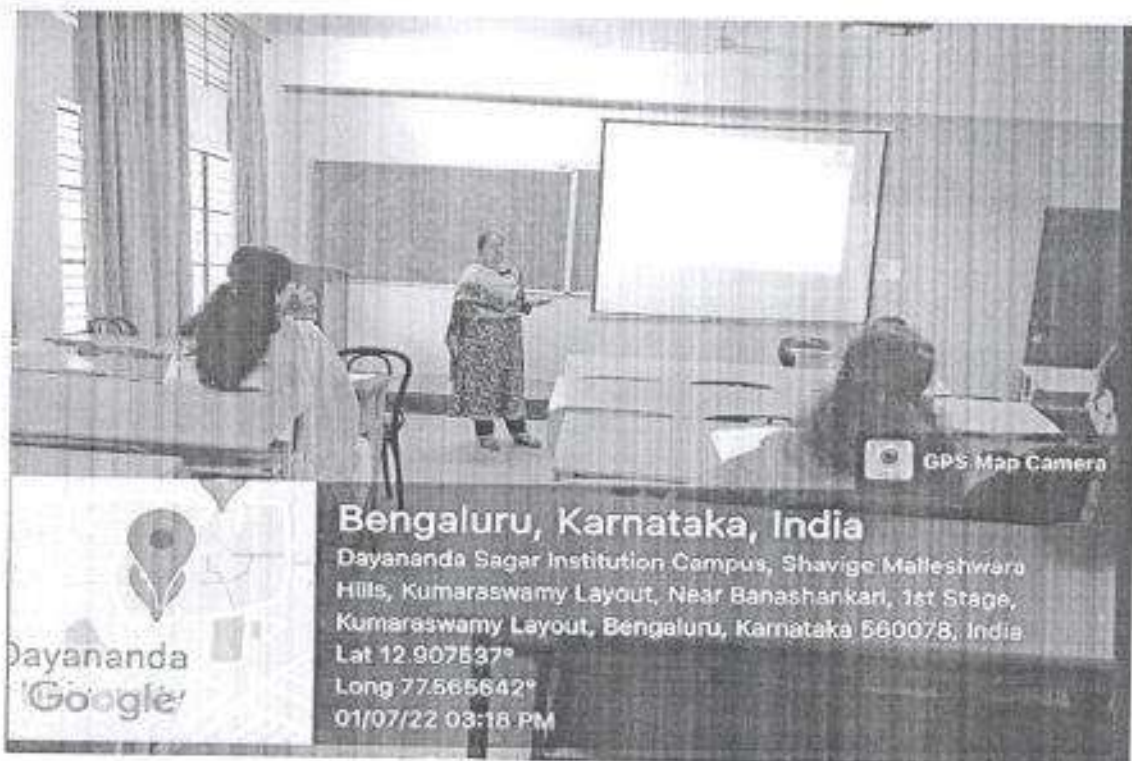 GPS Map Camera
Bengaluru, Karnataka, India
Dayananda Sagar Institution Campus, Shavige Malleshwara
Hills, Kumaraswamy Layout, Near Banashankari, 1st Stage,
Kumaraswamy Layout, Bengaluru, Karnataka 560078, India
Lat 12.907537°
Long 77.565642°
01/07/22 03:18 PM
Dayananda
Google